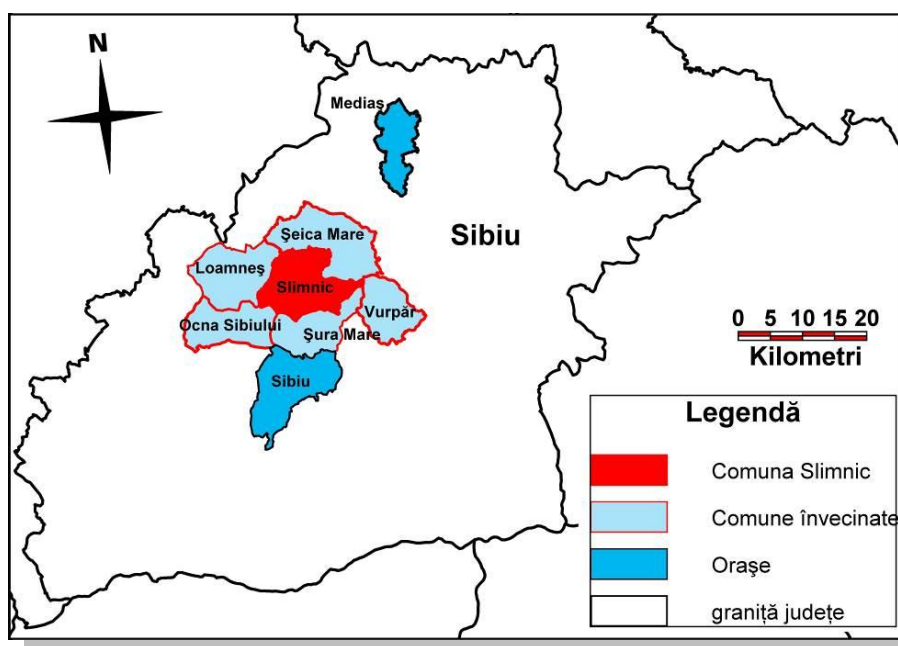 N
Mediaş
Şeica Mare
Sibiu
Loamneş
Slimnic
Vurpăr
Ocna Sibiului
Şura Mare
Sibiu
0 5 10 15 20
Kilometri
Legendă
Comuna Slimnic
Comune învecinate
Oraşe
graniță județe